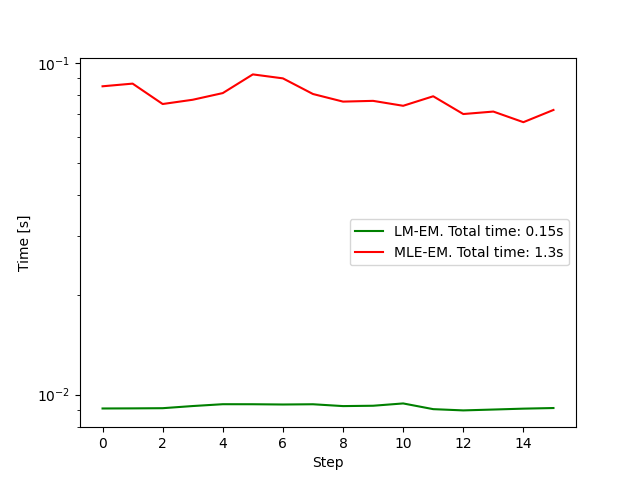 10⁻¹
10⁻²
Time [s]
LM-EM. Total time: 0.15s
MLE-EM. Total time: 1.3s
0 2 4 6 8 10 12 14
Step